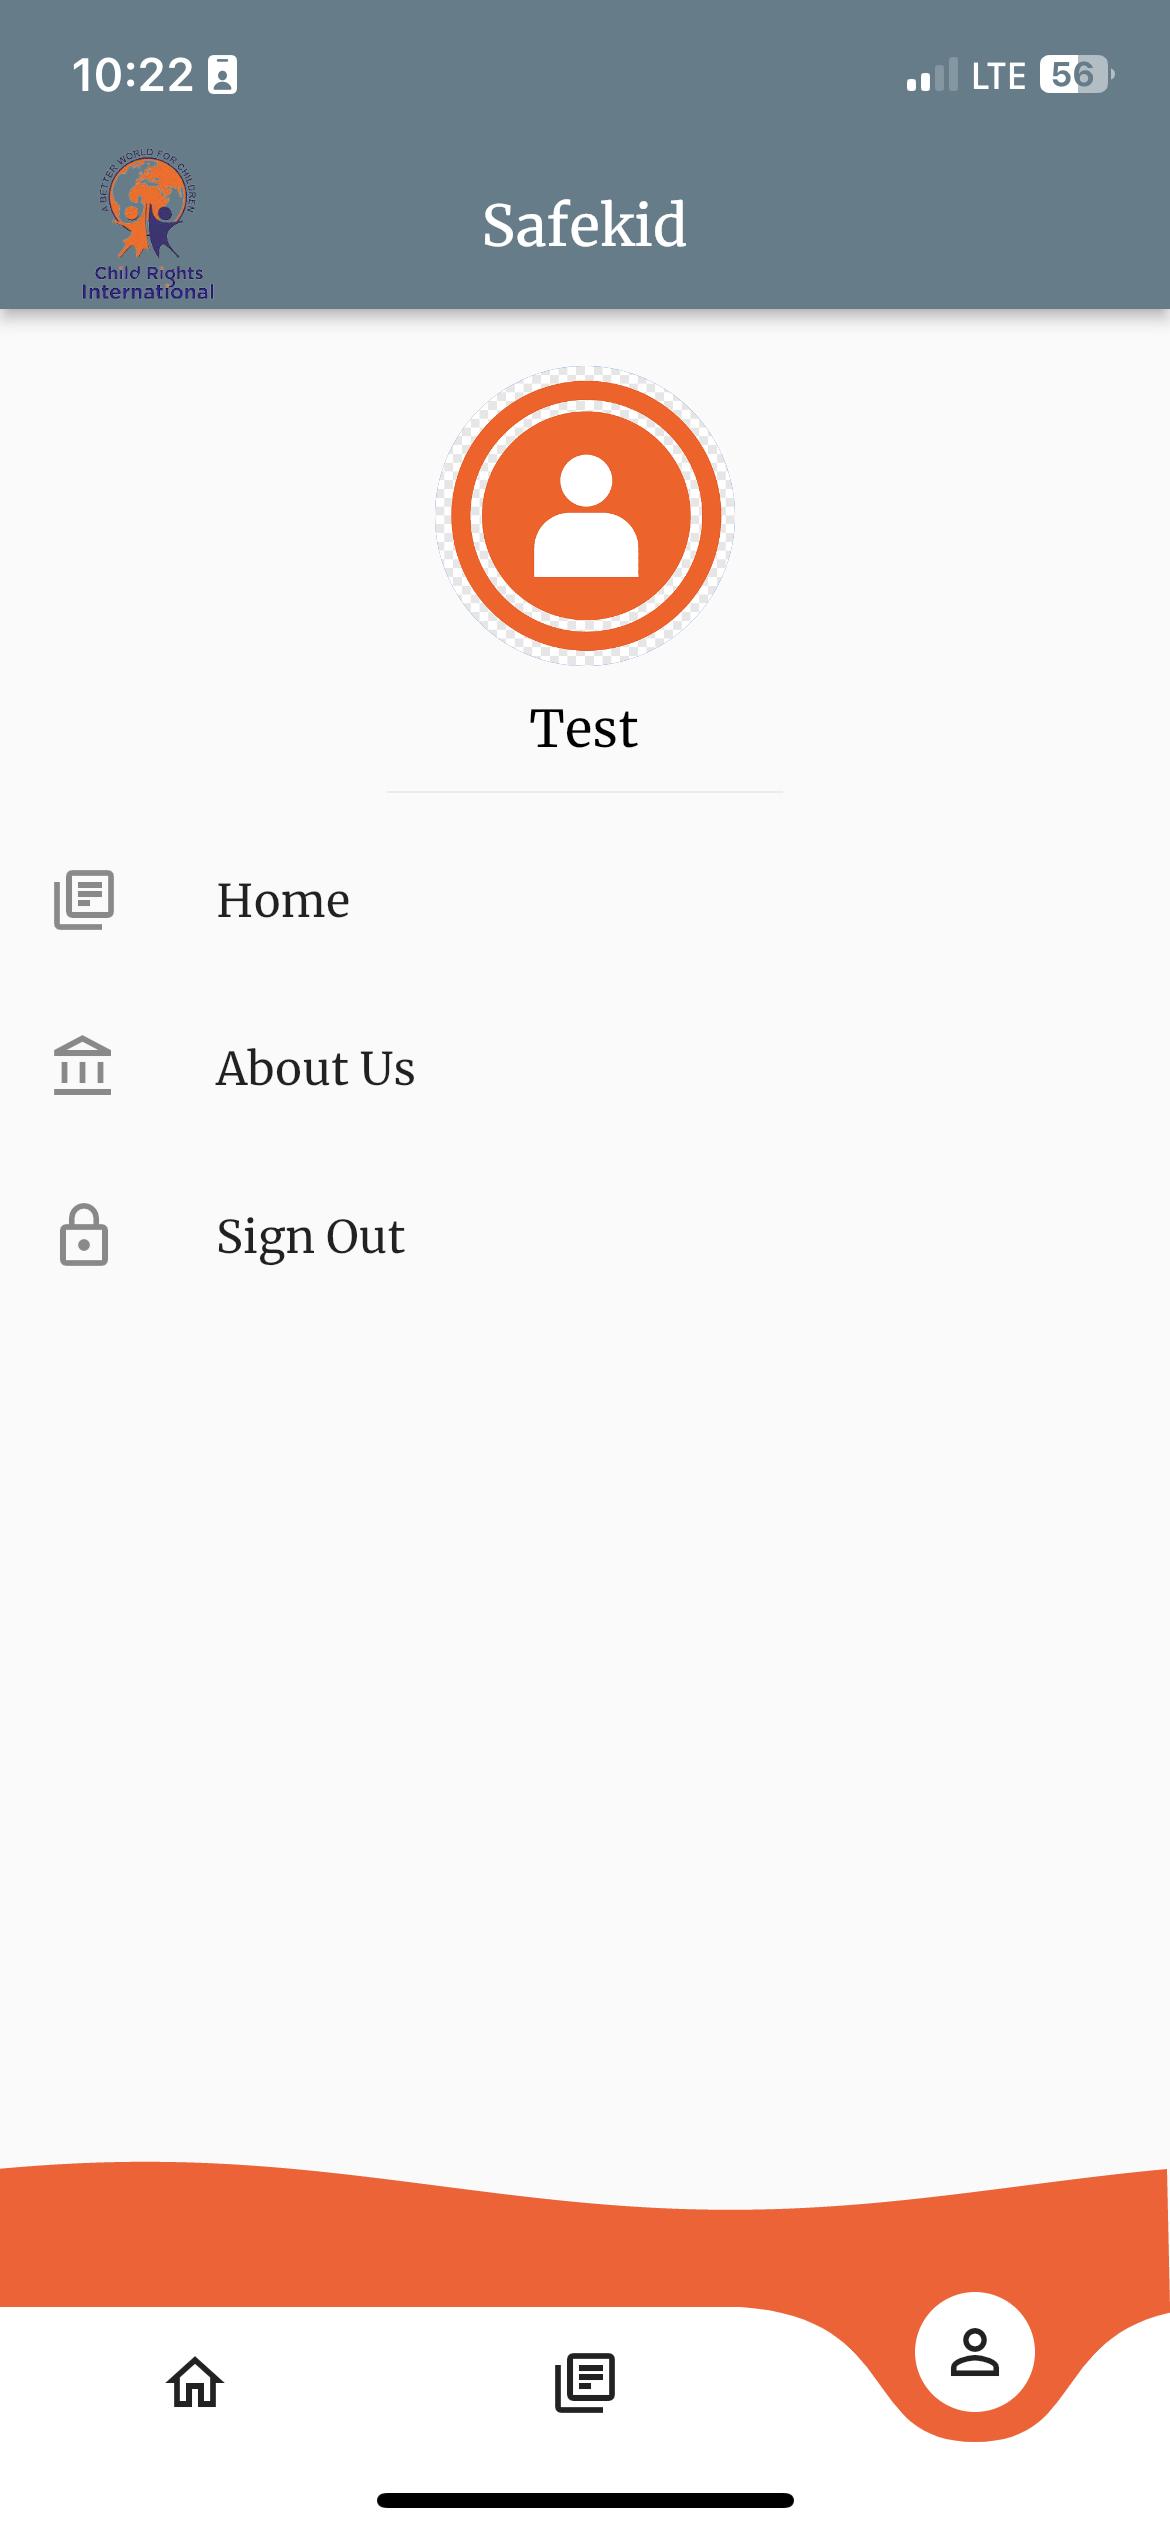 10:22
LTE 56
A BETTER WORLD FOR CHILDREN
Child Rights
International
Safekid
Test
Home
About Us
Sign Out